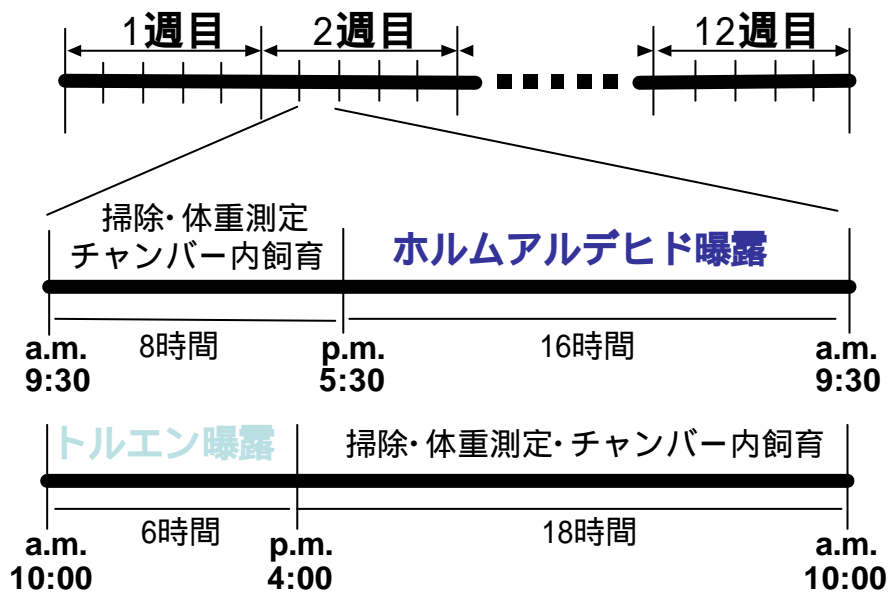 1週目 2週目 12週目
掃除・体重測定
チャンバー内飼育
ホルムアルデヒド曝露
8時間 16時間
a.m. p.m. a.m.
9:30 5:30 9:30
トルエン曝露 掃除・体重測定・チャンバー内飼育
6時間 18時間
a.m. p.m. a.m.
10:00 4:00 10:00